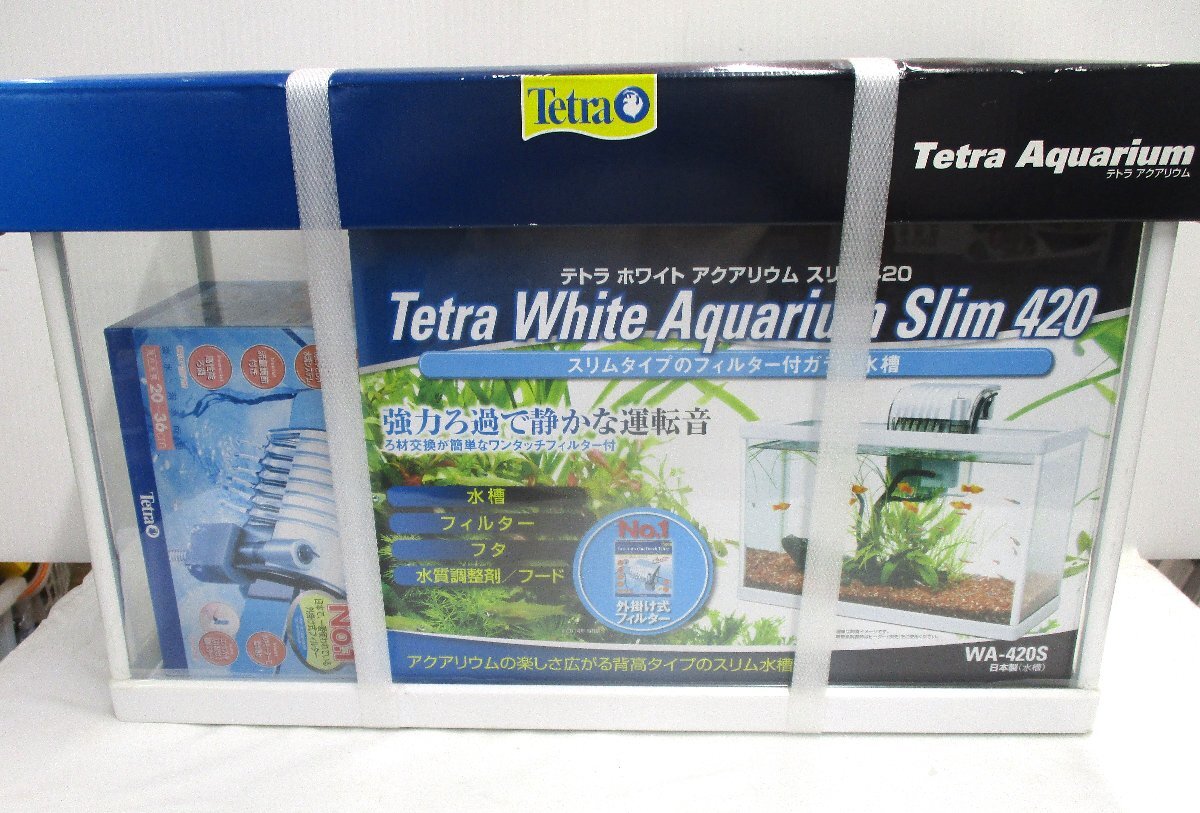 Tetra
Tetra Aquarium
テトラ アクアリウム
テトラ ホワイト アクアリウム スリ 20
Tetra White Aquariu Slim 420
スリムタイプのフィルター付ガラ 水槽
強力ろ過で静かな運転音
ろ材交換が簡単なワンタッチフィルター付
水槽
フィルター
フタ
水質調整剤/フード
No.1
外掛け式
フィルター
アクアリウムの楽しさ広がる背高タイプのスリム水槽
WA-420S
日本製(水槽)
20~36cm
Tetra
NO.1